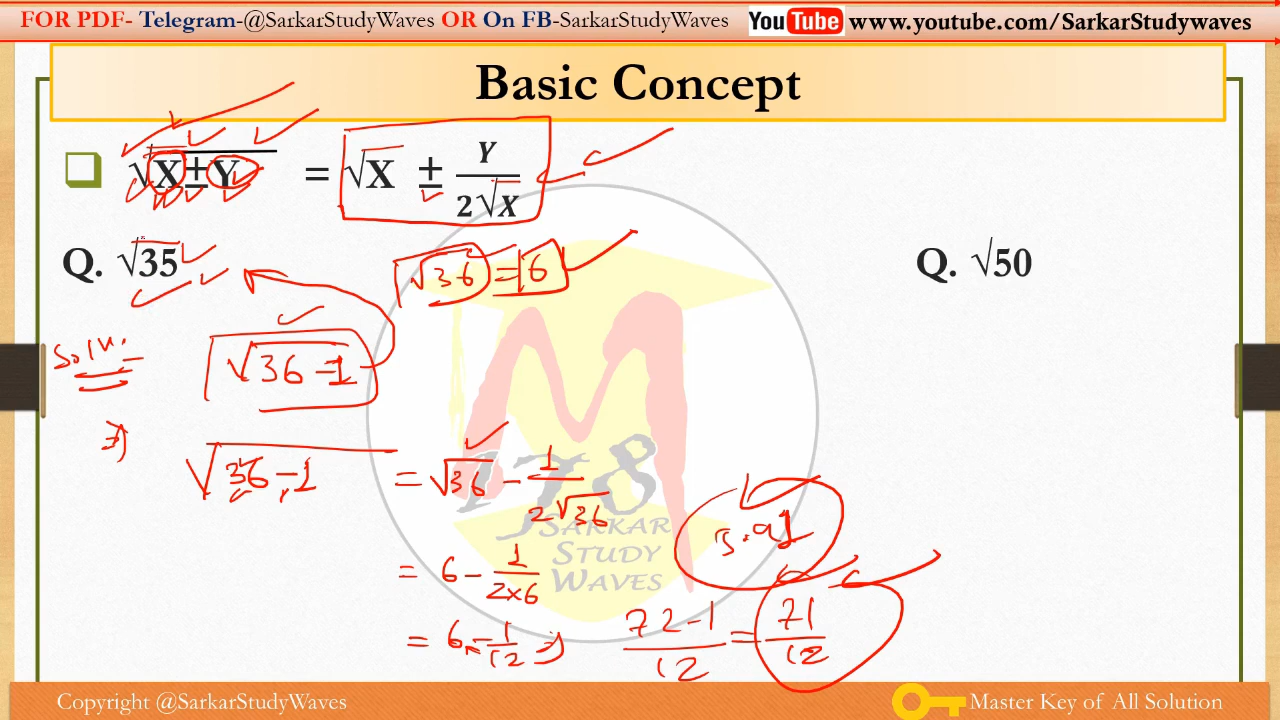 FOR PDF- Telegram-@SarkarStudyWaves OR On FB-SarkarStudyWaves YouTube www.youtube.com/SarkarStudywaves
Basic Concept
√X±Y = √X ± Y/2√X
Q. √35
√36 = 6
Q. √50
Soln.
√36-1
⇒ √36-1 = √36 - 1/2√36
178
SARKAR
STUDY
WAVES
5.91
= 6 - 1/2×6
= 6 - 1/12 ⇒ 72-1/12 = 71/12
Copyright @SarkarStudyWaves
Master Key of All Solution